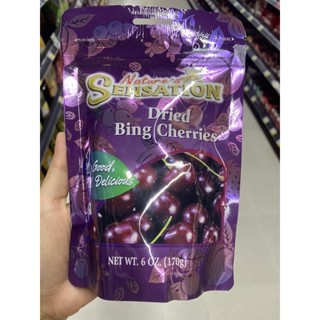 Nature's
SENSATION
Dried
Bing Cherries
Good,
Delicious
NET WT. 6 OZ. (170g)